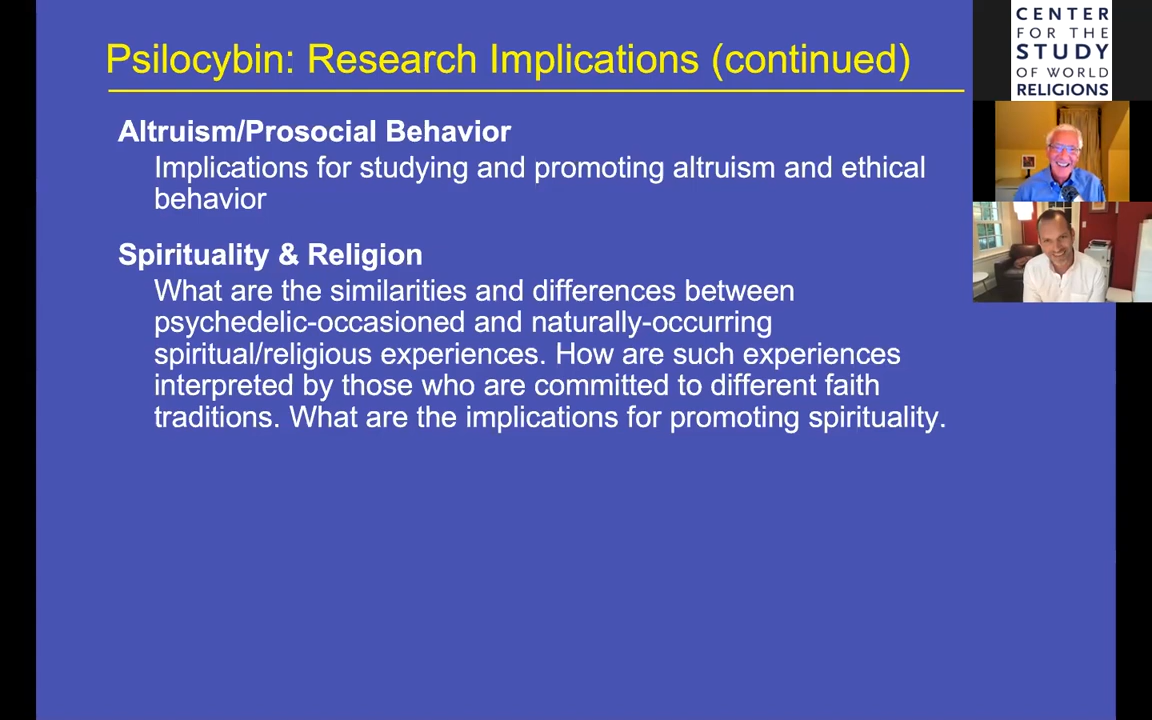 Psilocybin: Research Implications (continued)
Altruism/Prosocial Behavior
Implications for studying and promoting altruism and ethical
behavior
Spirituality & Religion
What are the similarities and differences between
psychedelic-occasioned and naturally-occurring
spiritual/religious experiences. How are such experiences
interpreted by those who are committed to different faith
traditions. What are the implications for promoting spirituality.
CENTER
FOR THE
STUDY
OF WORLD
RELIGIONS